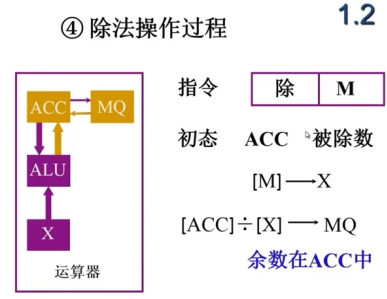 1.2
④ 除法操作过程
指令 除 M
初态 ACC 被除数
[M]→X
[ACC]÷[X]→MQ
余数在ACC中
ACC MQ
ALU
X
运算器